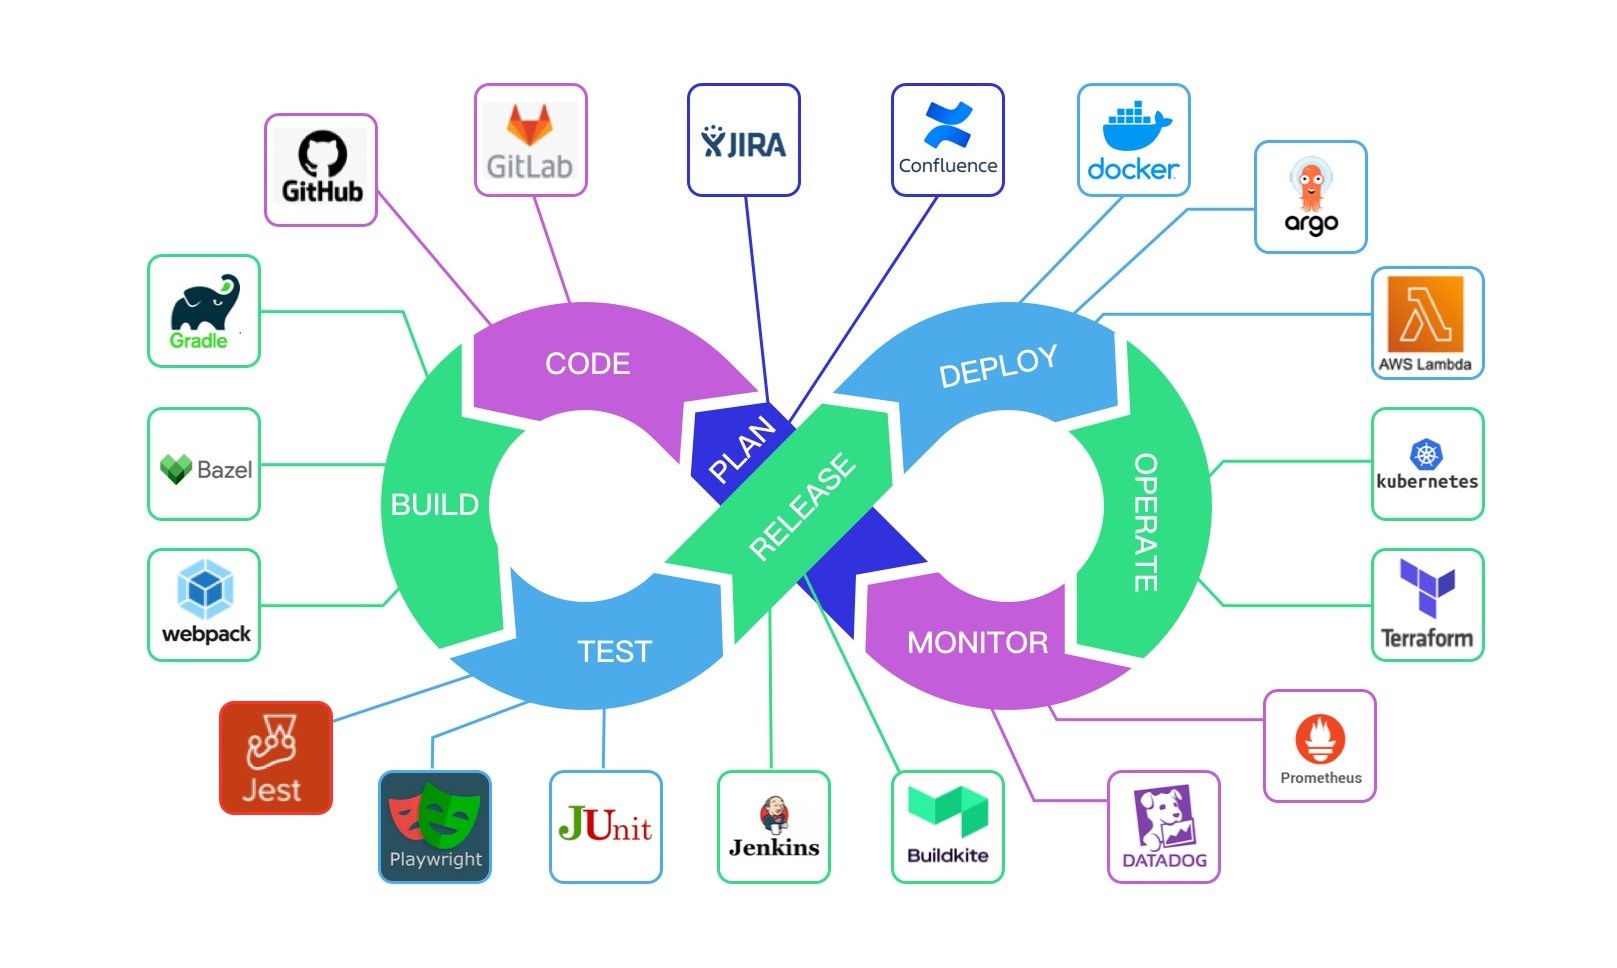 GitHub
GitLab
JIRA
Confluence
docker
argo
Gradle
AWS Lambda
CODE
DEPLOY
PLAN
Bazel
BUILD
RELEASE
OPERATE
kubernetes
webpack
TEST
MONITOR
Terraform
Jest
Playwright
JUnit
Jenkins
Buildkite
DATADOG
Prometheus